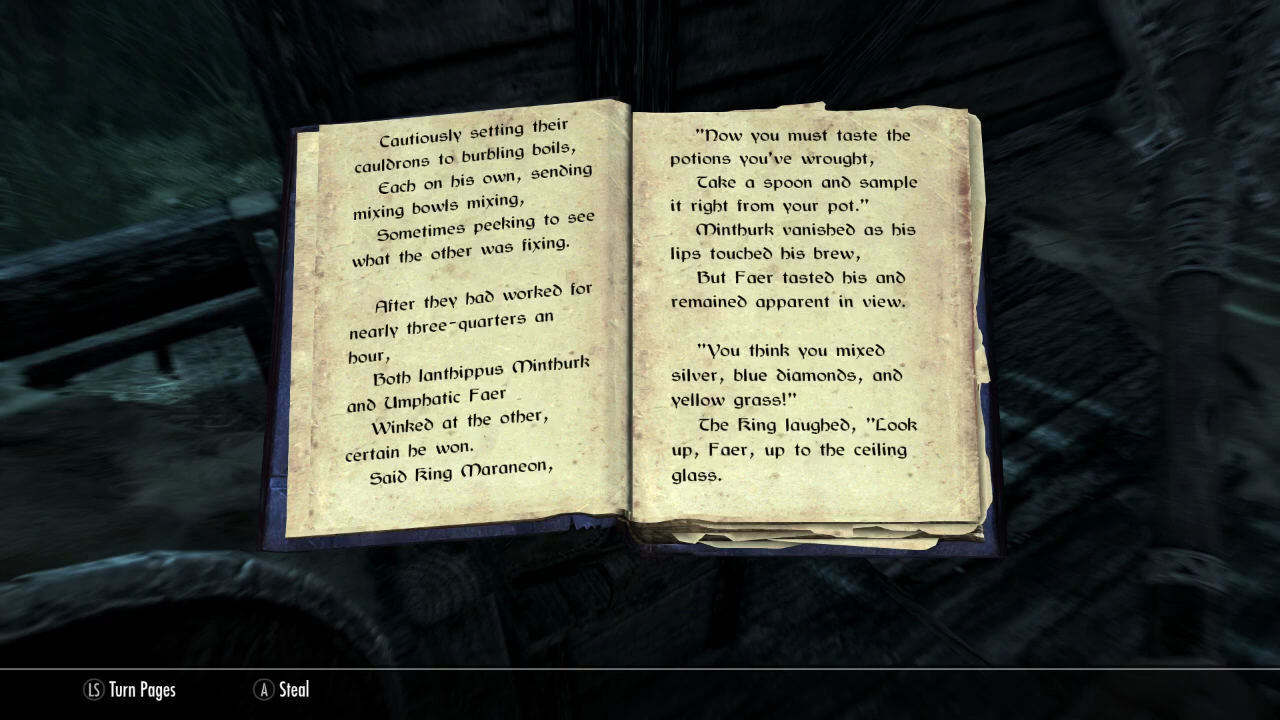 Cautiously setting their
cauldrons to burbling boils,
Each on his own, sending
mixing bowls mixing,
Sometimes peeking to see
what the other was fixing.
After they had worked for
nearly three-quarters an
hour,
Both Ianthippus Minthurk
and Umphatic Faer
Winked at the other,
certain he won.
Said King Maraneon,
"Now you must taste the
potions you've wrought,
Take a spoon and sample
it right from your pot."
Minthurk vanished as his
lips touched his brew,
But Faer tasted his and
remained apparent in view.
"You think you mixed
silver, blue diamonds, and
yellow grass!"
The King laughed, "Look
up, Faer, up to the ceiling
glass.
LS Turn Pages
A Steal